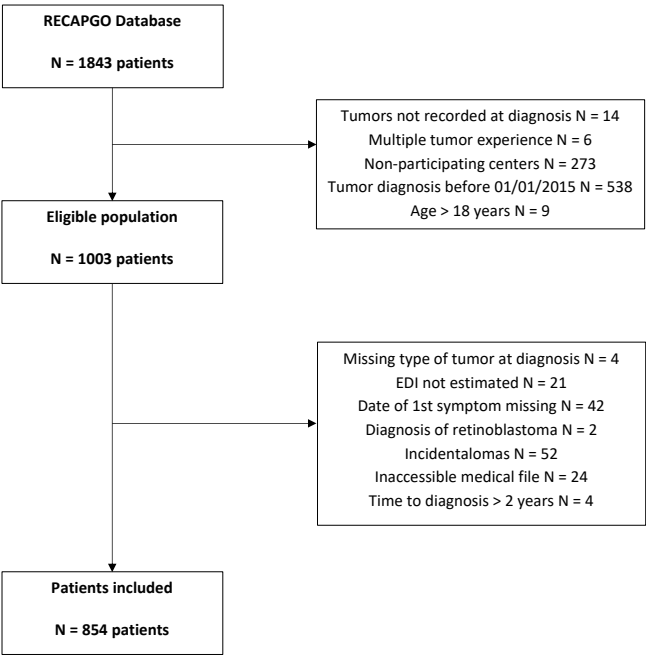 RECAPGO Database
N = 1843 patients
Tumors not recorded at diagnosis N = 14
Multiple tumor experience N = 6
Non-participating centers N = 273
Tumor diagnosis before 01/01/2015 N = 538
Age > 18 years N = 9
Eligible population
N = 1003 patients
Missing type of tumor at diagnosis N = 4
EDI not estimated N = 21
Date of 1st symptom missing N = 42
Diagnosis of retinoblastoma N = 2
Incidentalomas N = 52
Inaccessible medical file N = 24
Time to diagnosis > 2 years N = 4
Patients included
N = 854 patients